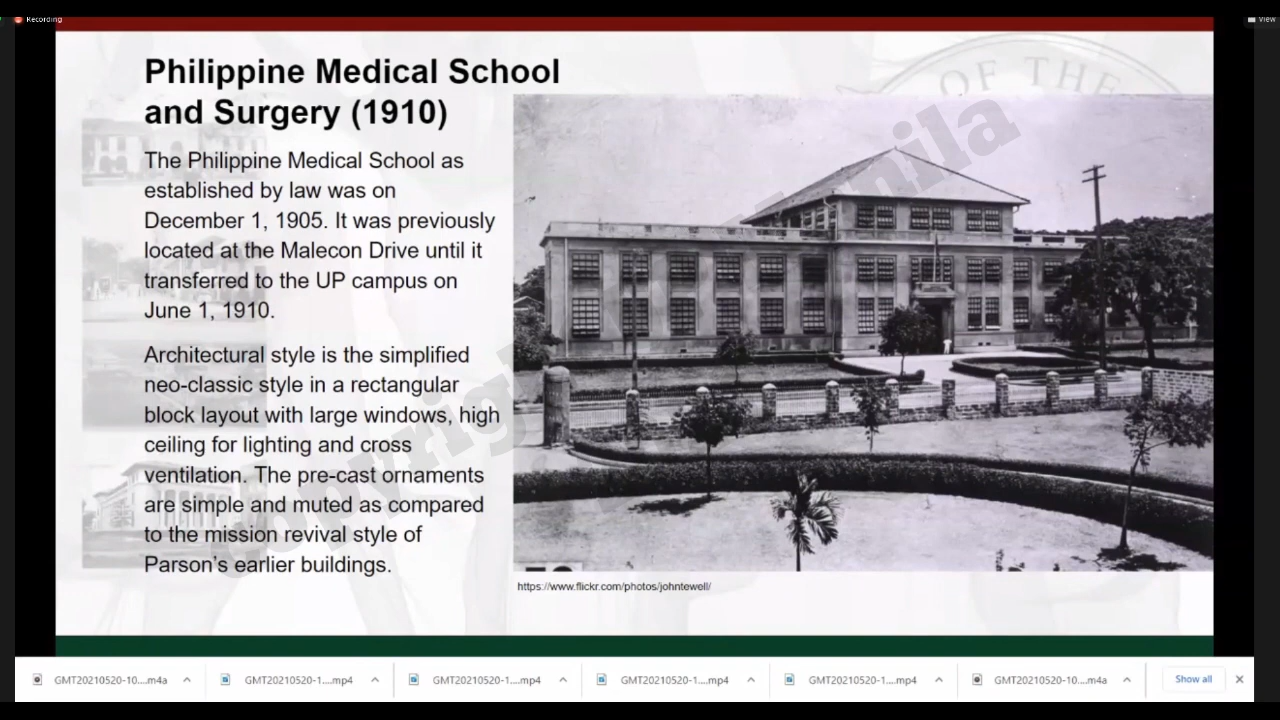 Recording
View
Philippine Medical School
and Surgery (1910)
OF THE
The Philippine Medical School as
established by law was on
December 1, 1905. It was previously
located at the Malecon Drive until it
transferred to the UP campus on
June 1, 1910.
Architectural style is the simplified
neo-classic style in a rectangular
block layout with large windows, high
ceiling for lighting and cross
ventilation. The pre-cast ornaments
are simple and muted as compared
to the mission revival style of
Parson's earlier buildings.
https://www.flickr.com/photos/johntewell/
GMT20210520-10....m4a
GMT20210520-1....mp4
GMT20210520-1....mp4
GMT20210520-1....mp4
GMT20210520-1....mp4
GMT20210520-10....m4a
Show all